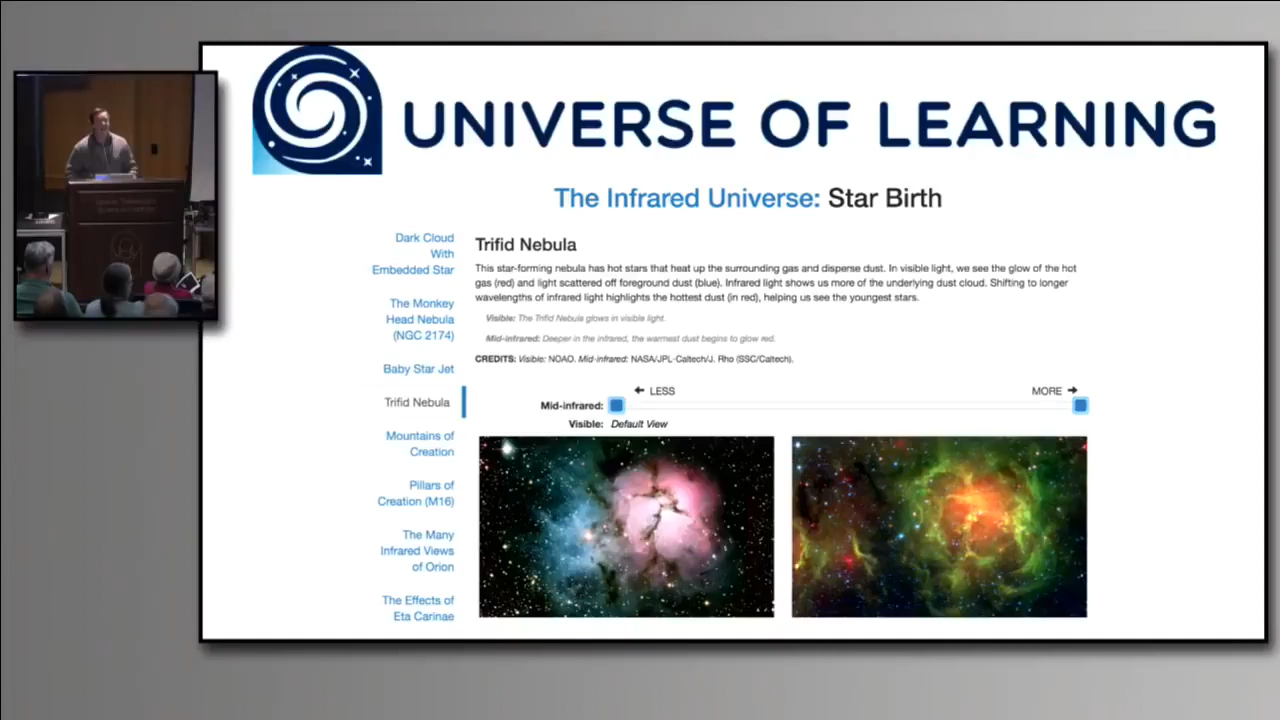 UNIVERSE OF LEARNING
The Infrared Universe: Star Birth
Dark Cloud
With
Embedded Star
The Monkey
Head Nebula
(NGC 2174)
Baby Star Jet
Trifid Nebula
Mountains of
Creation
Pillars of
Creation (M16)
The Many
Infrared Views
of Orion
The Effects of
Eta Carinae
Trifid Nebula
This star-forming nebula has hot stars that heat up the surrounding gas and disperse dust. In visible light, we see the glow of the hot
gas (red) and light scattered off foreground dust (blue). Infrared light shows us more of the underlying dust cloud. Shifting to longer
wavelengths of infrared light highlights the hottest dust (in red), helping us see the youngest stars.
Visible: The Trifid Nebula glows in visible light.
Mid-infrared: Deeper in the infrared, the warmest dust begins to glow red.
CREDITS: Visible: NOAO. Mid-infrared: NASA/JPL-Caltech/J. Rho (SSC/Caltech).
← LESS MORE →
Mid-infrared:
Visible: Default View